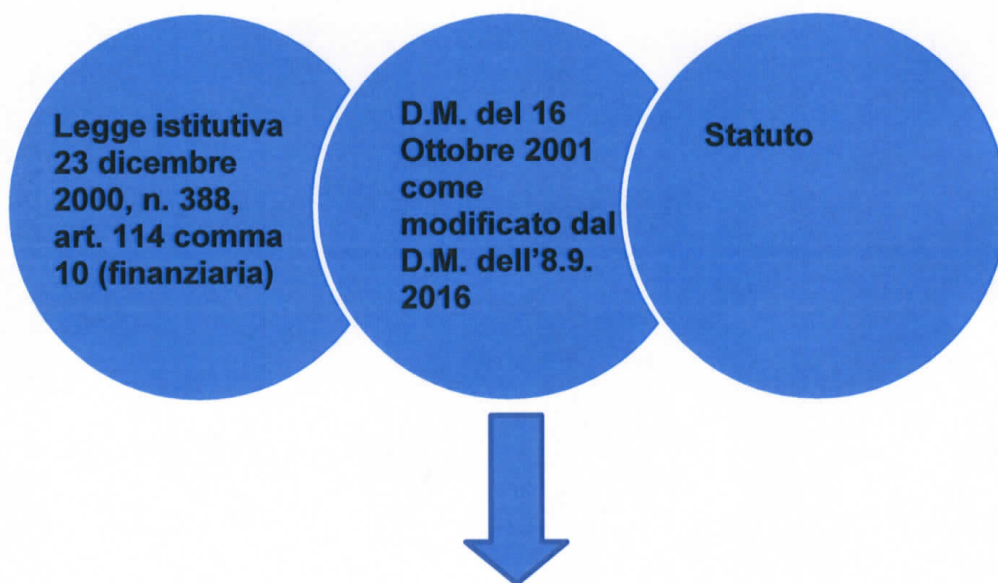 Legge istitutiva
23 dicembre
2000, n. 388,
art. 114 comma
10 (finanziaria)
D.M. del 16
Ottobre 2001
come
modificato dal
D.M. dell'8.9.
2016
Statuto